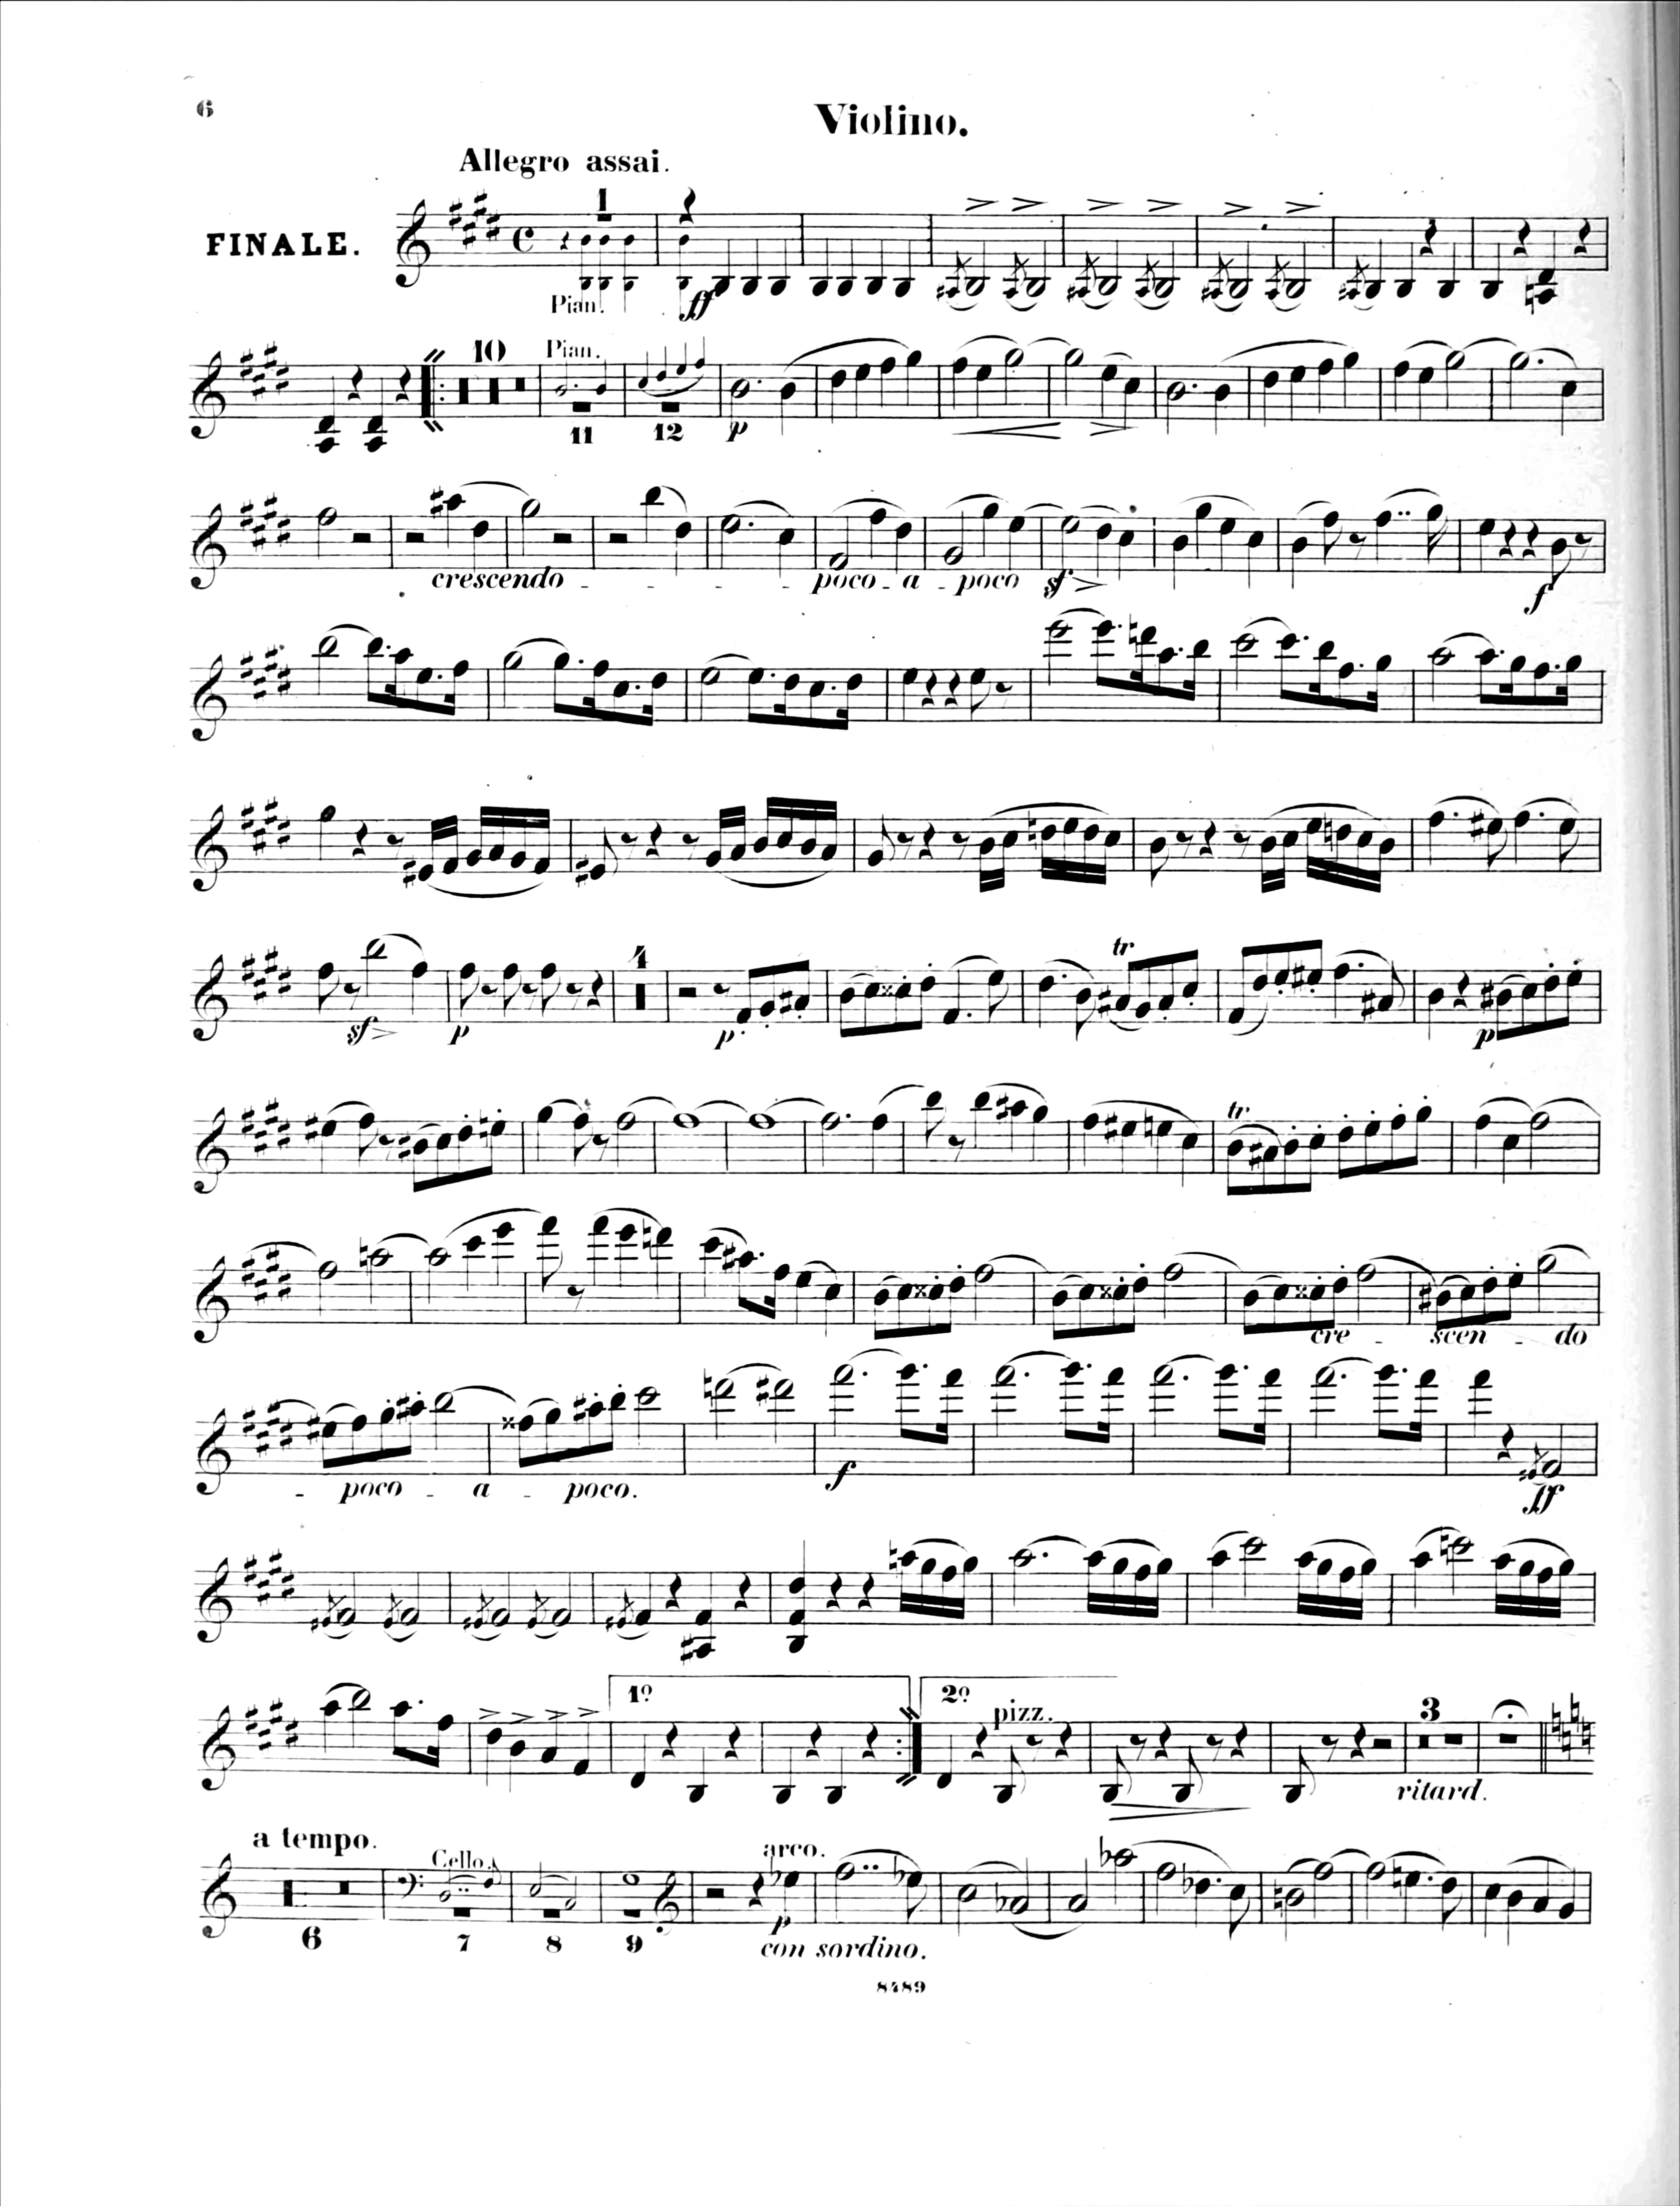 6
Violino.
Allegro assai.
FINALE.
1
Pian.
ff
10
Pian.
11
12
p
crescendo - - - - - poco - a - poco sf
f
sf
p
4
p
tr
p
tr
cre - scen - do
- poco - a - poco.
f
ff
1º
2º
pizz.
3
ritard.
a tempo.
Cello.
arco.
6
7
8
9
p
con sordino.
8489